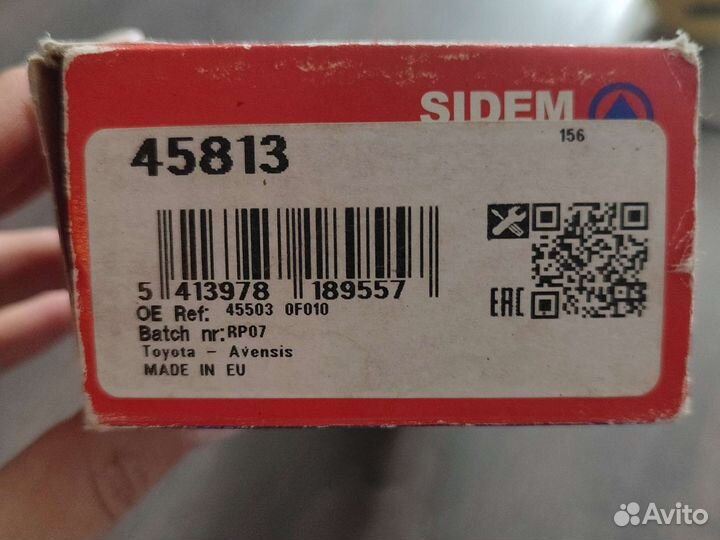 SIDEM
156
45813
5 413978 189557
EAC
OE Ref: 45503 0F010
Batch nr:RP07
Toyota - Avensis
MADE IN EU
Avito